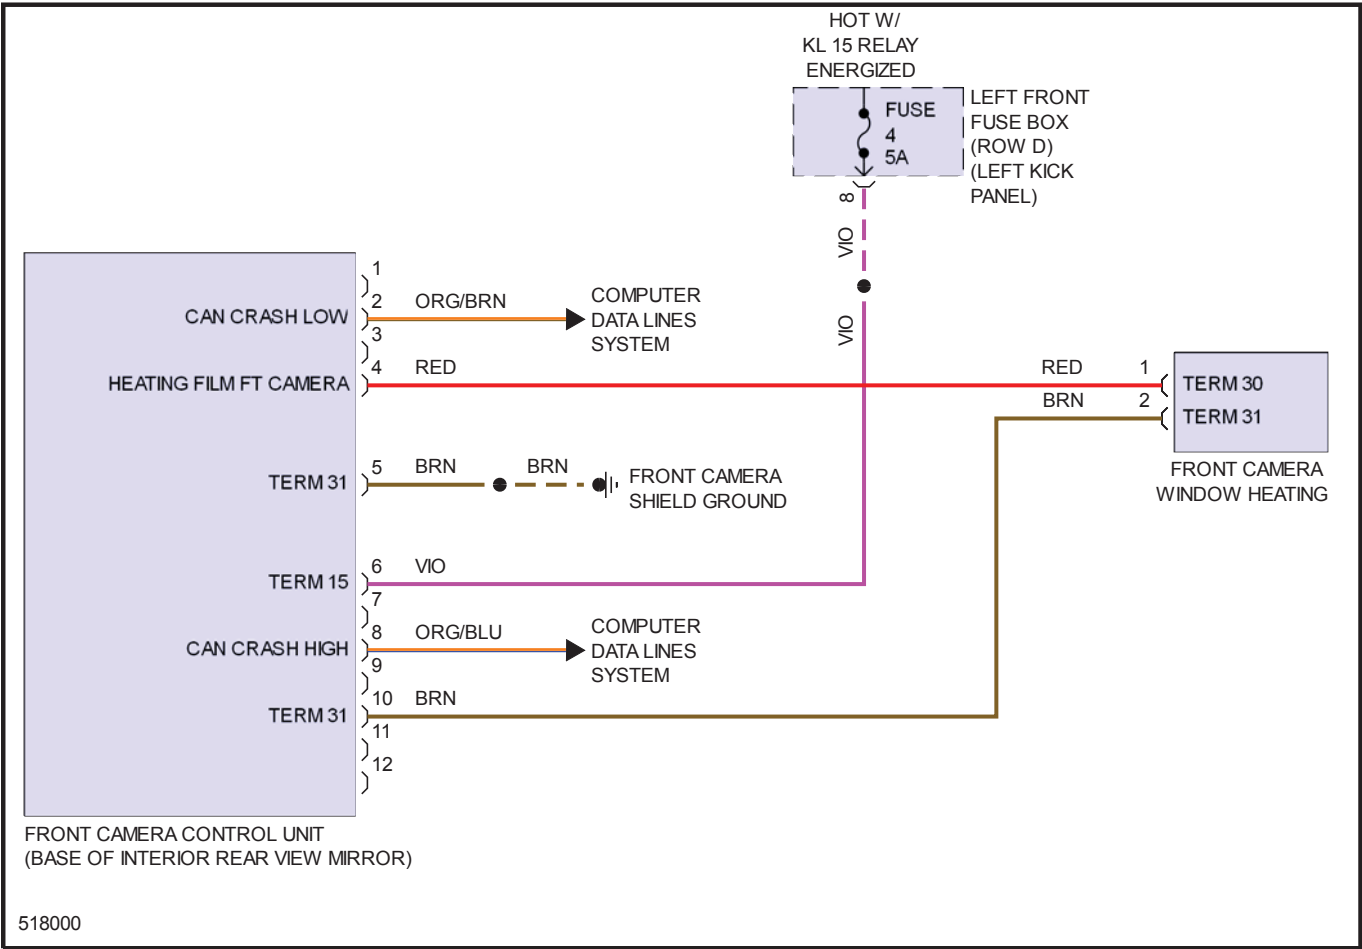 HOT W/
KL 15 RELAY
ENERGIZED
FUSE
4
5A
LEFT FRONT
FUSE BOX
(ROW D)
(LEFT KICK
PANEL)
8
VIO
VIO
1
CAN CRASH LOW
2
ORG/BRN
COMPUTER
DATA LINES
SYSTEM
3
HEATING FILM FT CAMERA
4
RED
RED
1
TERM 30
BRN
2
TERM 31
FRONT CAMERA
WINDOW HEATING
TERM 31
5
BRN
BRN
FRONT CAMERA
SHIELD GROUND
TERM 15
6
VIO
7
CAN CRASH HIGH
8
ORG/BLU
COMPUTER
DATA LINES
SYSTEM
9
TERM 31
10
BRN
11
12
FRONT CAMERA CONTROL UNIT
(BASE OF INTERIOR REAR VIEW MIRROR)
518000